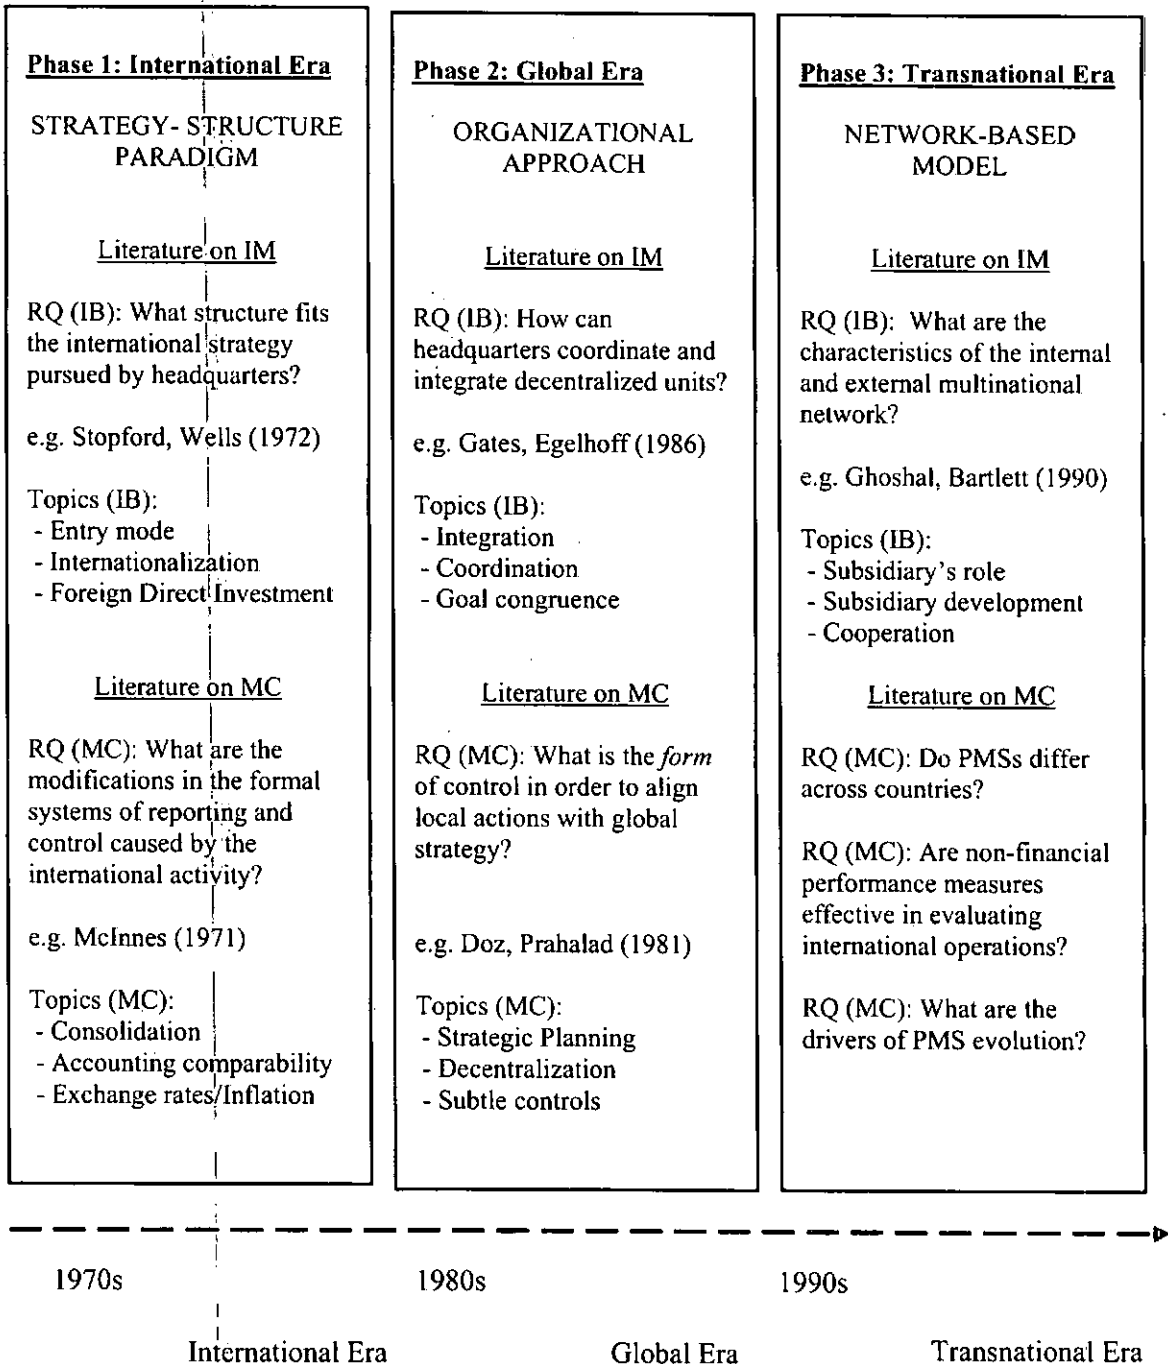 Phase 1: International Era
STRATEGY- STRUCTURE
PARADIGM
Literature on IM
RQ (IB): What structure fits
the international strategy
pursued by headquarters?
e.g. Stopford, Wells (1972)
Topics (IB):
- Entry mode
- Internationalization
- Foreign Direct Investment
Literature on MC
RQ (MC): What are the
modifications in the formal
systems of reporting and
control caused by the
international activity?
e.g. McInnes (1971)
Topics (MC):
- Consolidation
- Accounting comparability
- Exchange rates/Inflation
Phase 2: Global Era
ORGANIZATIONAL
APPROACH
Literature on IM
RQ (IB): How can
headquarters coordinate and
integrate decentralized units?
e.g. Gates, Egelhoff (1986)
Topics (IB):
- Integration
- Coordination
- Goal congruence
Literature on MC
RQ (MC): What is the form
of control in order to align
local actions with global
strategy?
e.g. Doz, Prahalad (1981)
Topics (MC):
- Strategic Planning
- Decentralization
- Subtle controls
Phase 3: Transnational Era
NETWORK-BASED
MODEL
Literature on IM
RQ (IB): What are the
characteristics of the internal
and external multinational
network?
e.g. Ghoshal, Bartlett (1990)
Topics (IB):
- Subsidiary's role
- Subsidiary development
- Cooperation
Literature on MC
RQ (MC): Do PMSs differ
across countries?
RQ (MC): Are non-financial
performance measures
effective in evaluating
international operations?
RQ (MC): What are the
drivers of PMS evolution?
1970s 1980s 1990s
International Era Global Era Transnational Era